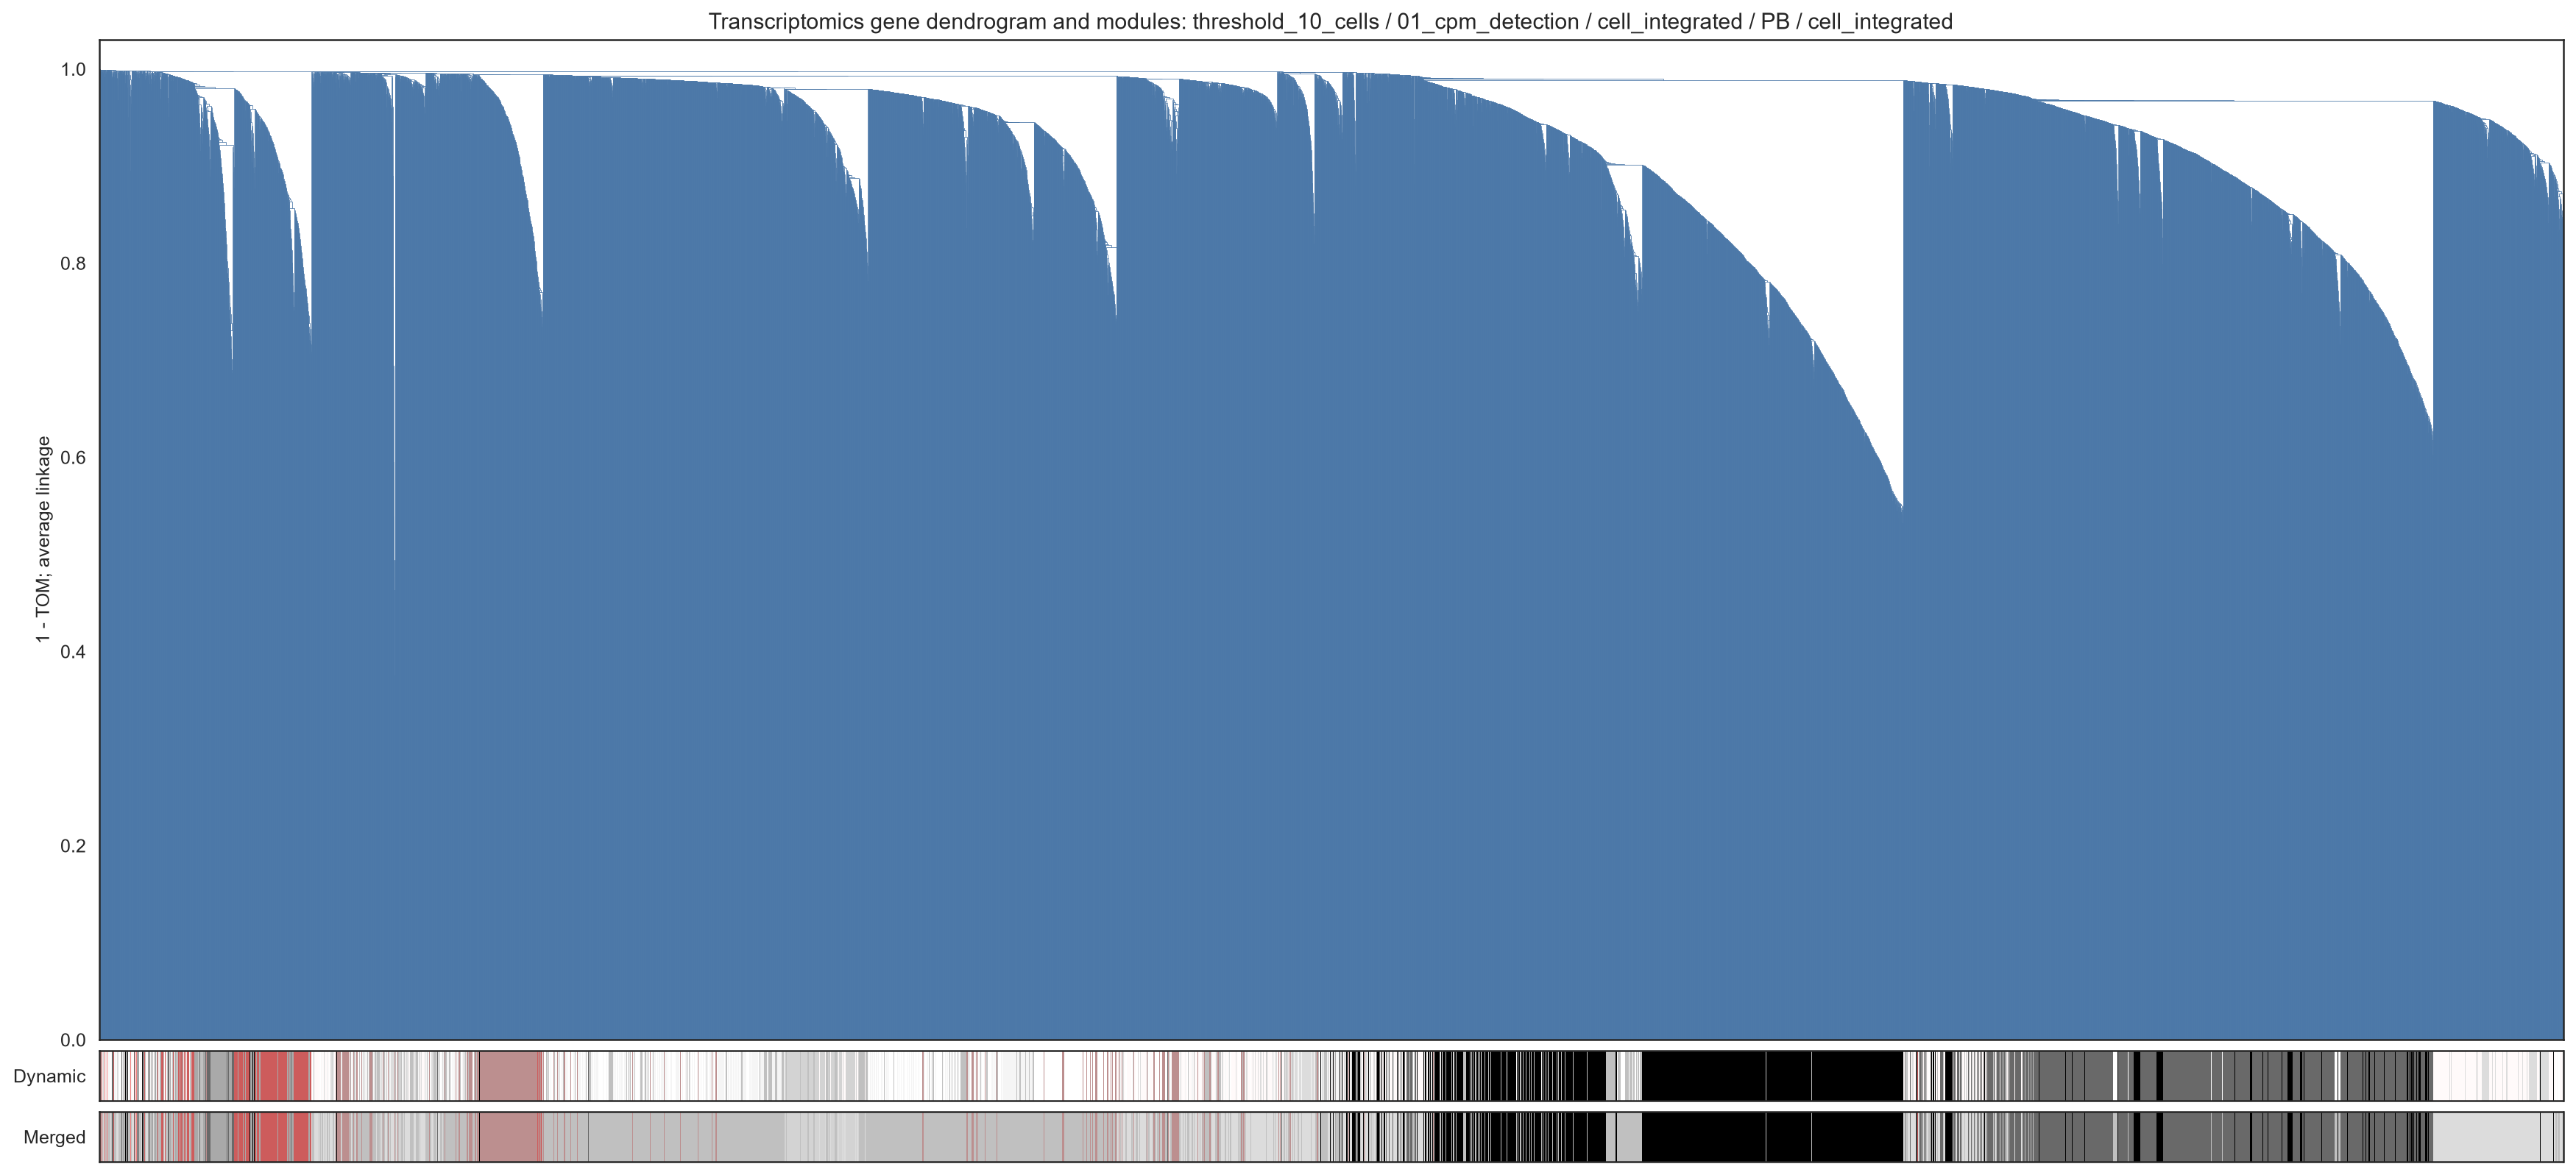 Transcriptomics gene dendrogram and modules: threshold_10_cells / 01_cpm_detection / cell_integrated / PB / cell_integrated
1.0
0.8
0.6
0.4
0.2
0.0
1 - TOM; average linkage
Dynamic
Merged